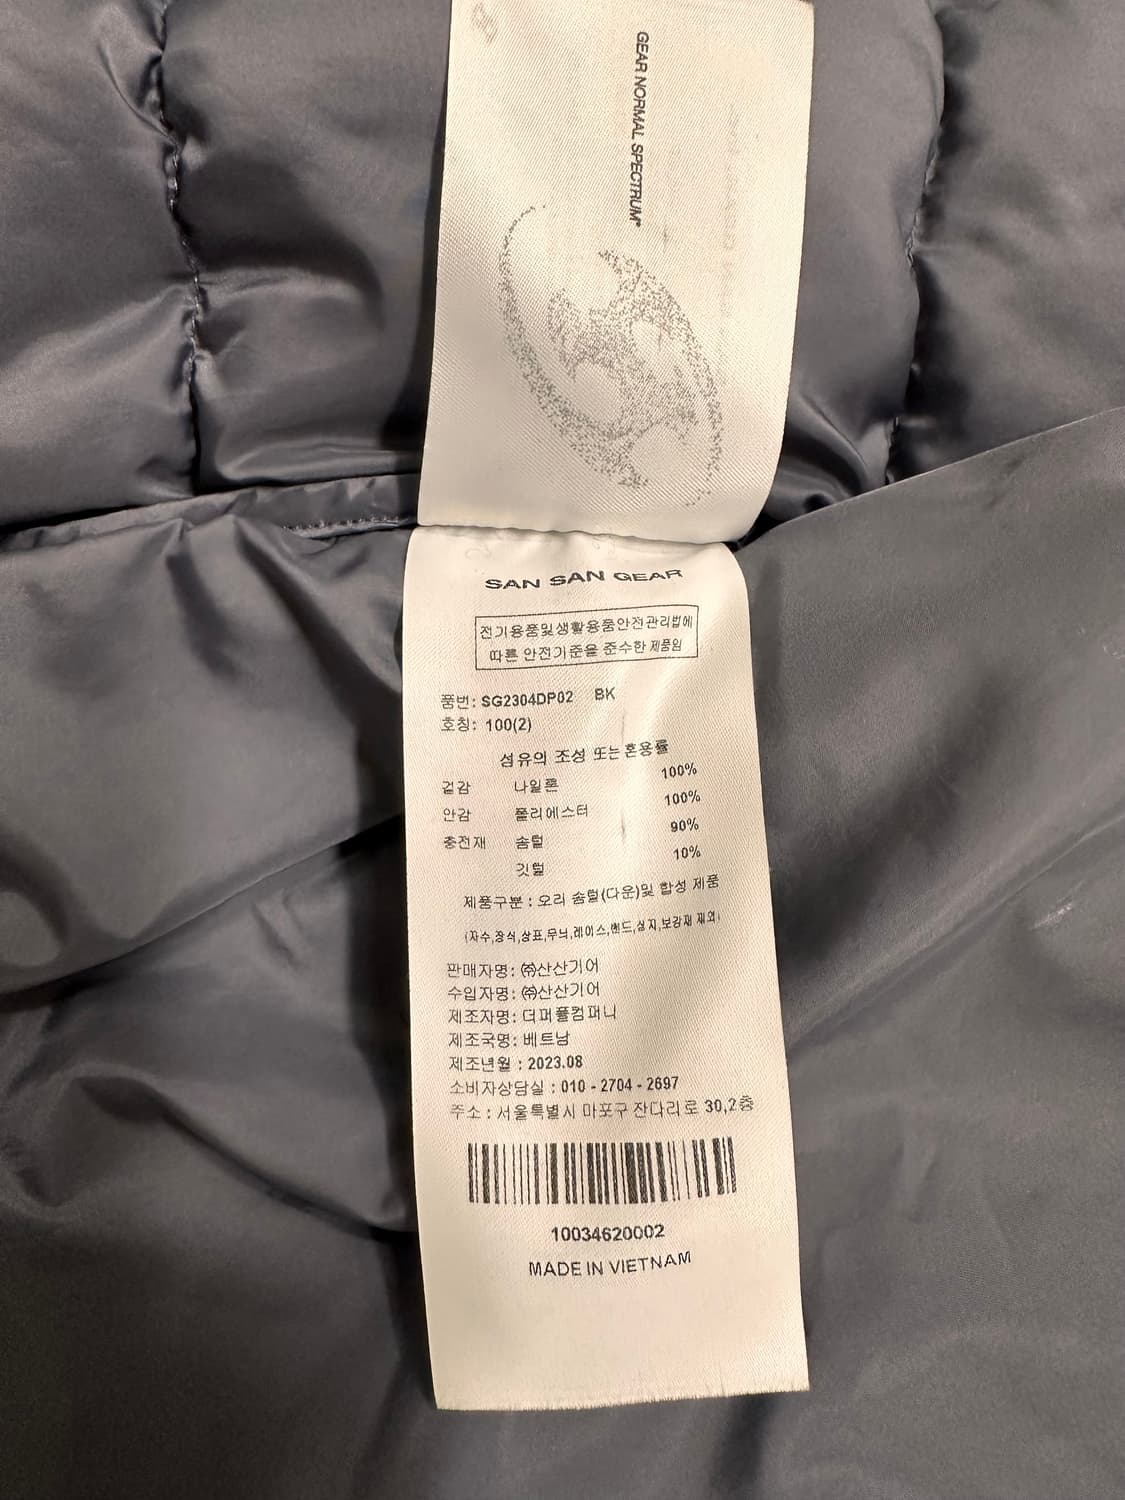 GEAR NORMAL SPECTRUM®
SAN SAN GEAR
전기용품및생활용품안전관리법에
따른 안전기준을 준수한 제품임
품번: SG2304DP02 BK
호칭: 100(2)
섬유의 조성 또는 혼용률
겉감 나일론 100%
안감 폴리에스터 100%
충전재 솜털 90%
깃털 10%
제품구분 : 오리 솜털(다운)및 합성 제품
(자수,장식,상표,무늬,레이스,밴드,심지,보강재 제외)
판매자명: ㈜산산기어
수입자명: ㈜산산기어
제조자명: 더퍼플컴퍼니
제조국명: 베트남
제조년월 : 2023.08
소비자상담실 : 010 - 2704 - 2697
주소 : 서울특별시 마포구 잔다리로 30,2층
10034620002
MADE IN VIETNAM